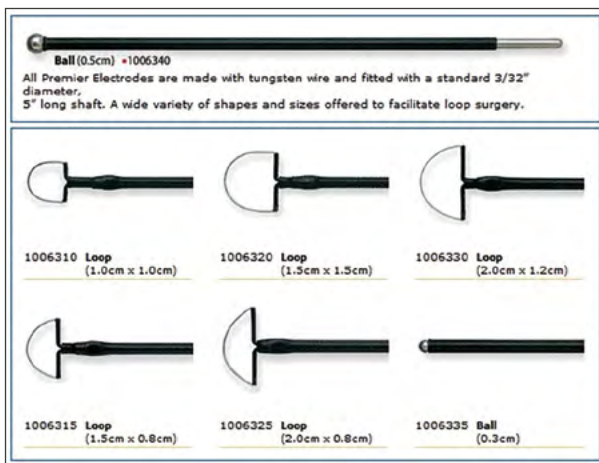 Ball (0.5cm) •1006340
All Premier Electrodes are made with tungsten wire and fitted with a standard 3/32"
diameter,
5" long shaft. A wide variety of shapes and sizes offered to facilitate loop surgery.
1006310 Loop
(1.0cm x 1.0cm)
1006320 Loop
(1.5cm x 1.5cm)
1006330 Loop
(2.0cm x 1.2cm)
1006315 Loop
(1.5cm x 0.8cm)
1006325 Loop
(2.0cm x 0.8cm)
1006335 Ball
(0.3cm)